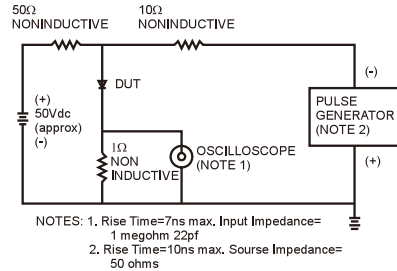 50Ω
NONINDUCTIVE
10Ω
NONINDUCTIVE
(+)
50Vdc
(approx)
(-)
DUT
1Ω
NON
INDUCTIVE
OSCILLOSCOPE
(NOTE 1)
(-)
PULSE
GENERATOR
(NOTE 2)
(+)
NOTES: 1. Rise Time=7ns max. Input Impedance=
1 megohm 22pf
2. Rise Time=10ns max. Sourse Impedance=
50 ohms